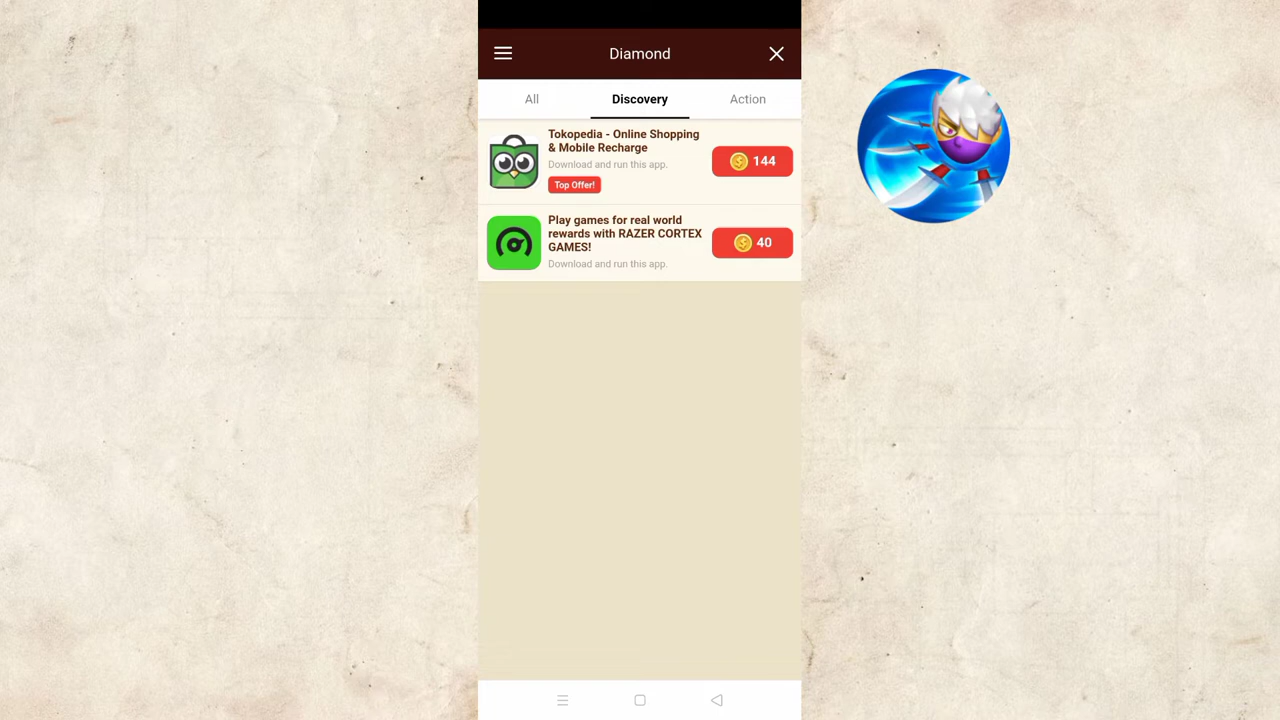 Diamond
All
Discovery
Action
Tokopedia - Online Shopping
& Mobile Recharge
Download and run this app.
Top Offer!
144
Play games for real world
rewards with RAZER CORTEX
GAMES!
Download and run this app.
40